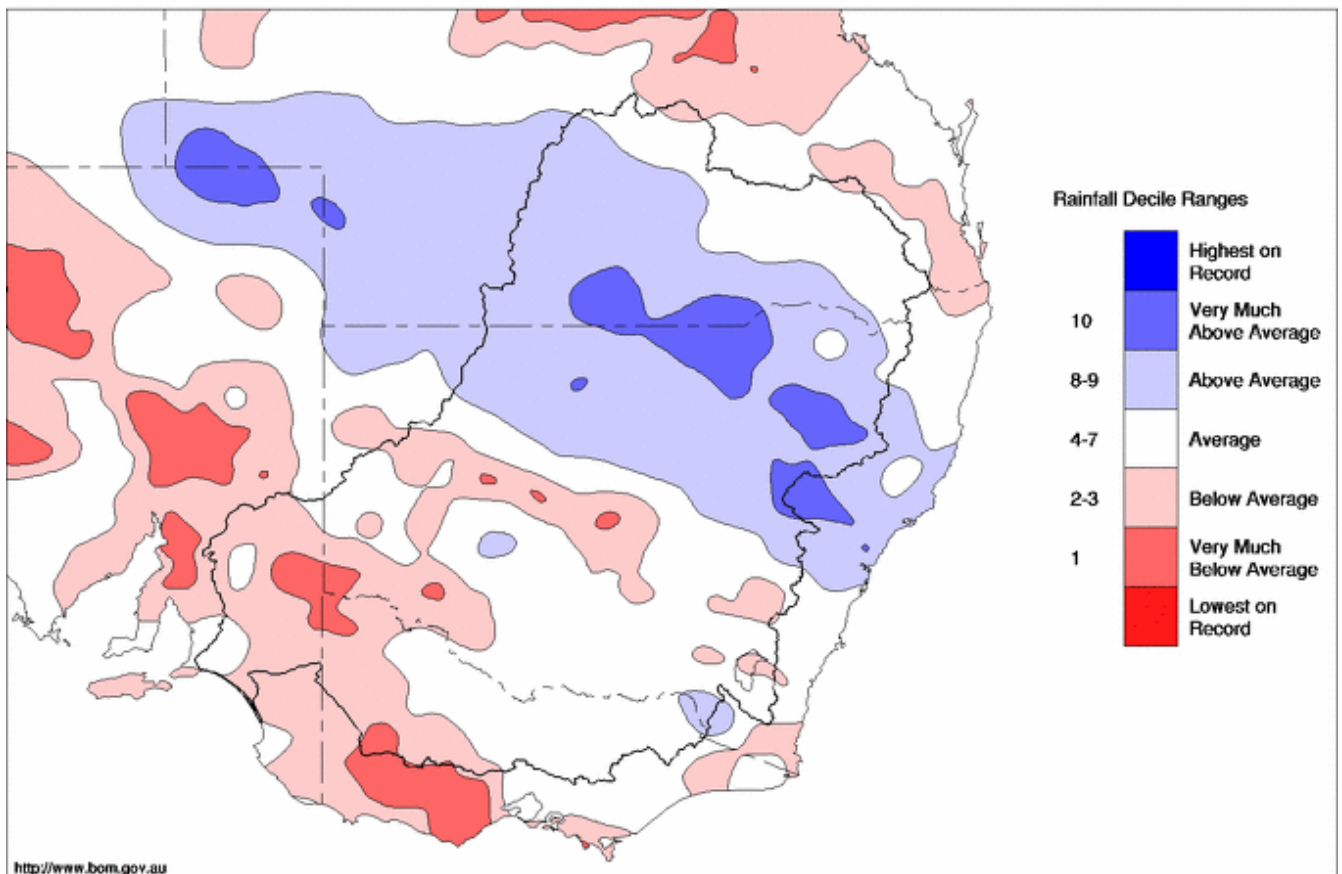 Rainfall Decile Ranges
Highest on
Record
10
Very Much
Above Average
8-9
Above Average
4-7
Average
2-3
Below Average
1
Very Much
Below Average
Lowest on
Record
http://www.bom.gov.au